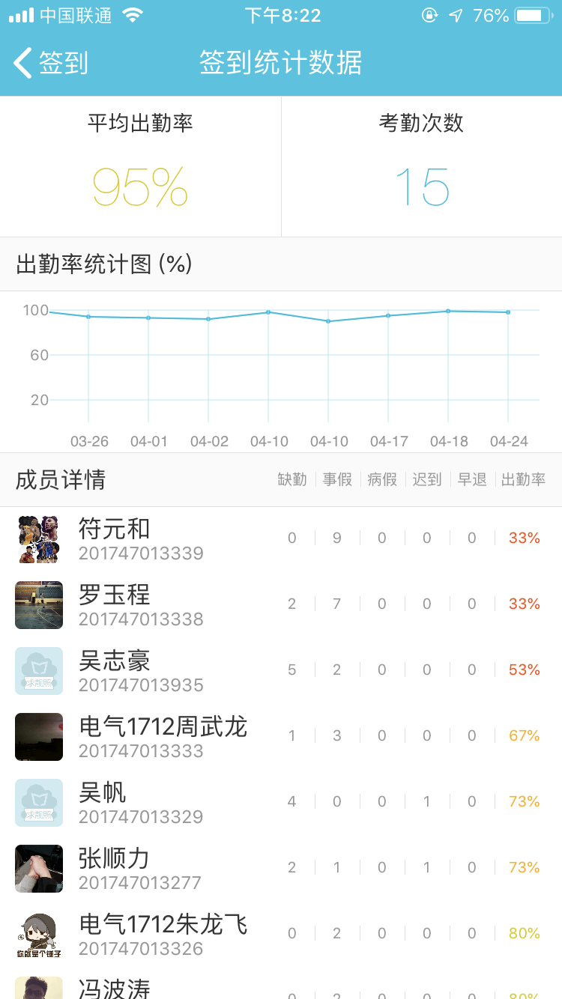 中国联通 下午8:22 76%
签到 签到统计数据
平均出勤率 考勤次数
95% 15
出勤率统计图 (%)
100
60
20
03-26 04-01 04-02 04-10 04-10 04-17 04-18 04-24
成员详情 缺勤 事假 病假 迟到 早退 出勤率
符元和
201747013339 0 9 0 0 0 33%
罗玉程
201747013338 2 7 0 0 0 33%
求靓照
吴志豪
201747013935 5 2 0 0 0 53%
电气1712周武龙
201747013333 1 3 0 0 0 67%
求靓照
吴帆
201747013329 4 0 0 1 0 73%
张顺力
201747013277 2 1 0 1 0 73%
电气1712朱龙飞
201747013326 0 2 0 0 0 80%
你就是个锤子
冯波涛
0 2 0 0 0 80%